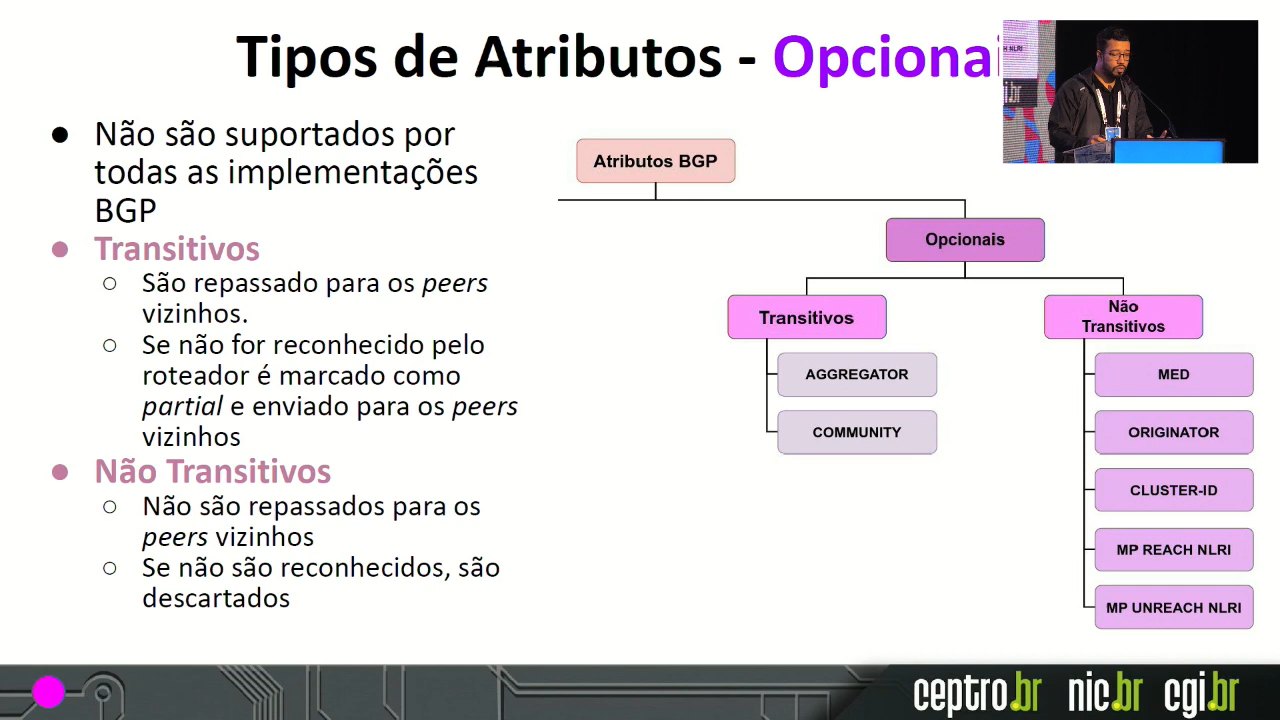 Tipos de Atributos - Opcionai
● Não são suportados por
todas as implementações
BGP
● Transitivos
○ São repassado para os peers
vizinhos.
○ Se não for reconhecido pelo
roteador é marcado como
partial e enviado para os peers
vizinhos
● Não Transitivos
○ Não são repassados para os
peers vizinhos
○ Se não são reconhecidos, são
descartados
Atributos BGP
Opcionais
Transitivos
AGGREGATOR
COMMUNITY
Não
Transitivos
MED
ORIGINATOR
CLUSTER-ID
MP REACH NLRI
MP UNREACH NLRI
H NLRI
ceptro.br nic.br cgi.br